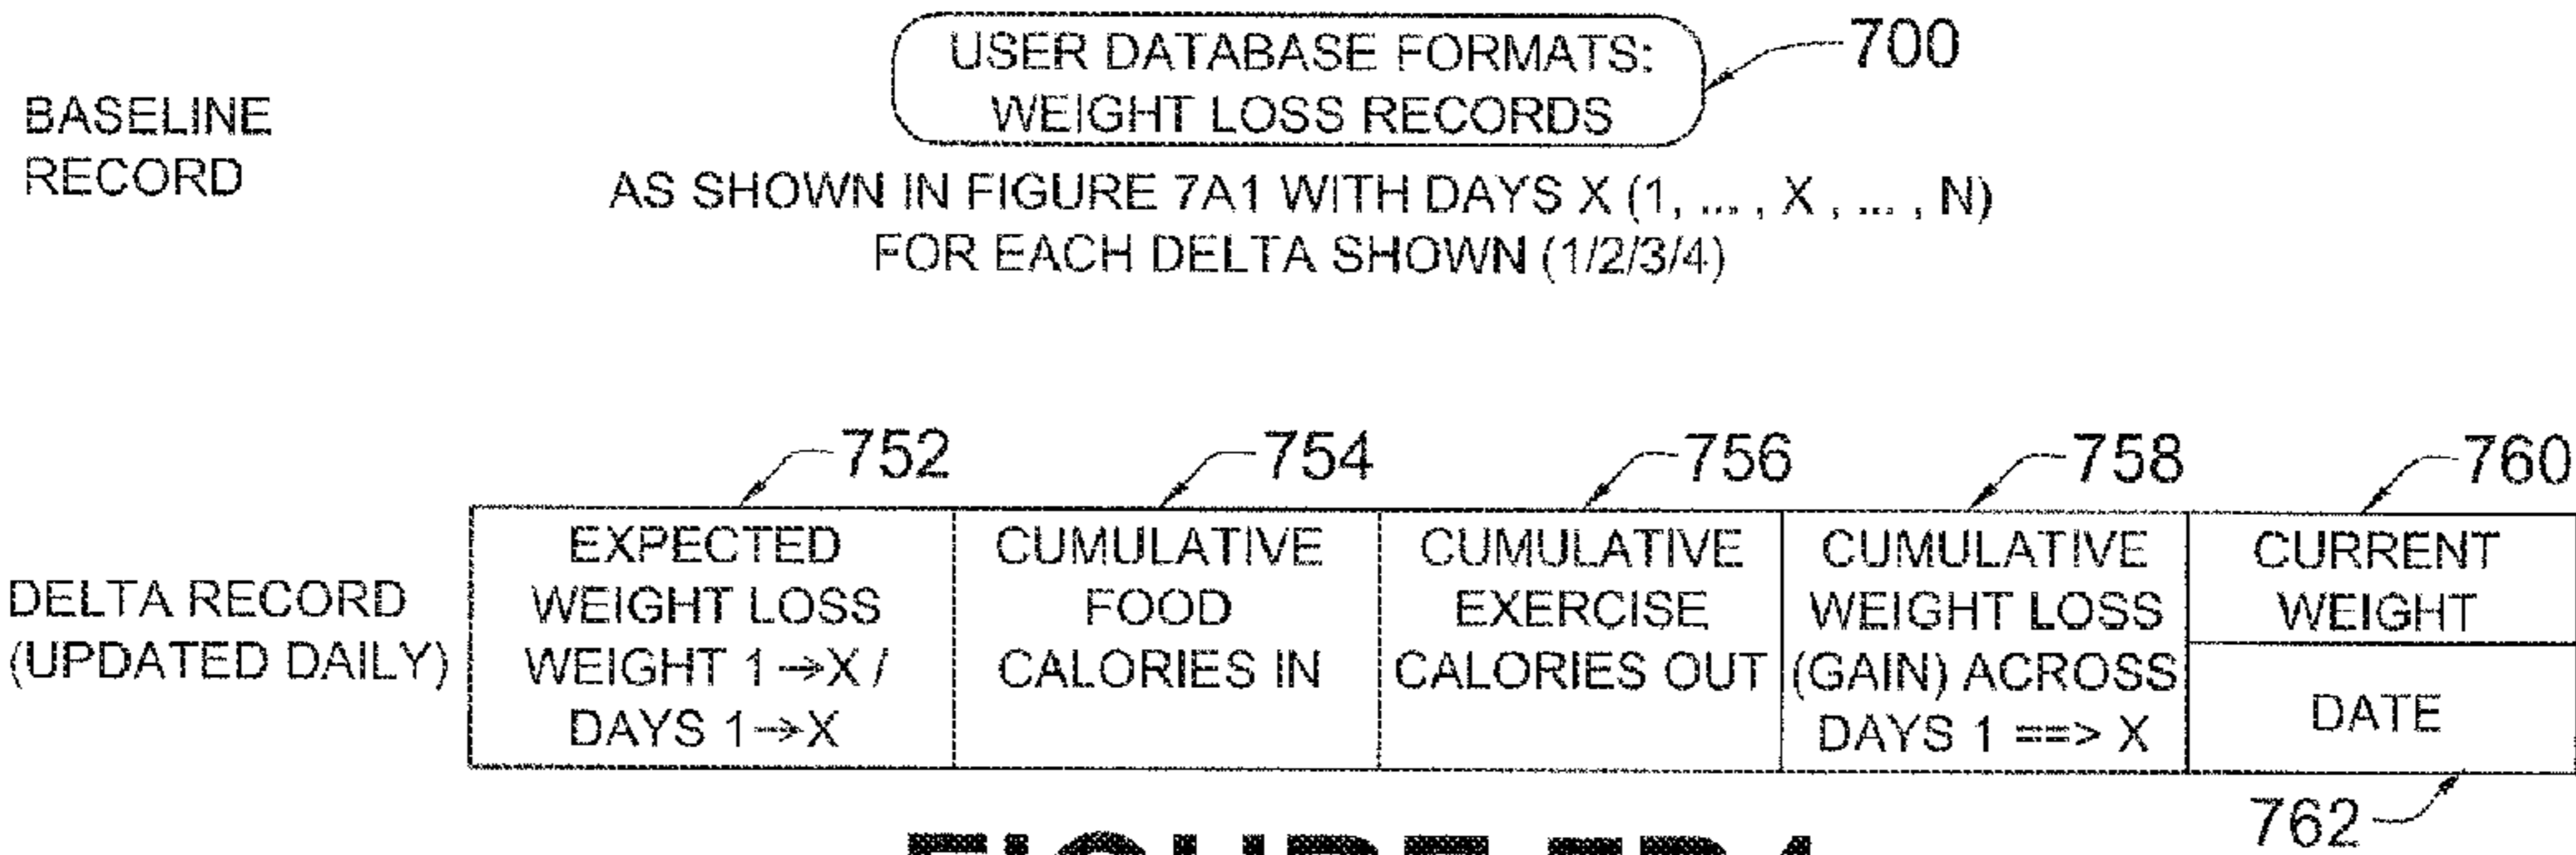 USER DATABASE FORMATS:
WEIGHT LOSS RECORDS
700
BASELINE
RECORD
AS SHOWN IN FIGURE 7A1 WITH DAYS X (1, ... , X , ... , N)
FOR EACH DELTA SHOWN (1/2/3/4)
752
754
756
758
760
DELTA RECORD
(UPDATED DAILY)
EXPECTED
WEIGHT LOSS
WEIGHT 1→X /
DAYS 1→X
CUMULATIVE
FOOD
CALORIES IN
CUMULATIVE
EXERCISE
CALORIES OUT
CUMULATIVE
WEIGHT LOSS
(GAIN) ACROSS
DAYS 1 ==> X
CURRENT
WEIGHT
DATE
762